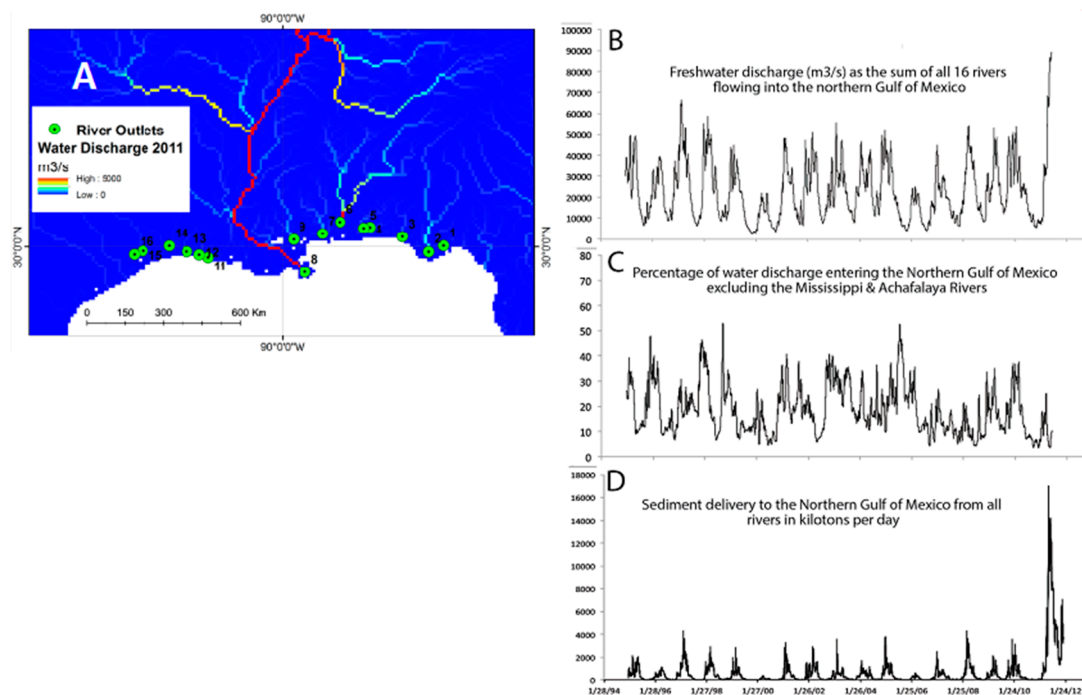 90°0'0"W
A
River Outlets
Water Discharge 2011
m3/s
High : 5000
Low : 0
30°0'0"N
30°0'0"N
1
2
3
4
5
7
8
9
11
12
13
14
15
16
0 190 300 600 Km
90°0'0"W
B
Freshwater discharge (m3/s) as the sum of all 16 rivers
flowing into the northern Gulf of Mexico
100000
90000
80000
70000
60000
50000
40000
30000
20000
10000
0
C
Percentage of water discharge entering the Northern Gulf of Mexico
excluding the Mississippi & Achafalaya Rivers
80
70
60
50
40
30
20
10
0
D
Sediment delivery to the Northern Gulf of Mexico from all
rivers in kilotons per day
18000
16000
14000
12000
10000
8000
6000
4000
2000
0
1/28/94 1/28/96 1/27/98 1/27/00 1/26/02 1/26/04 1/25/06 1/25/08 1/24/10 1/24/12